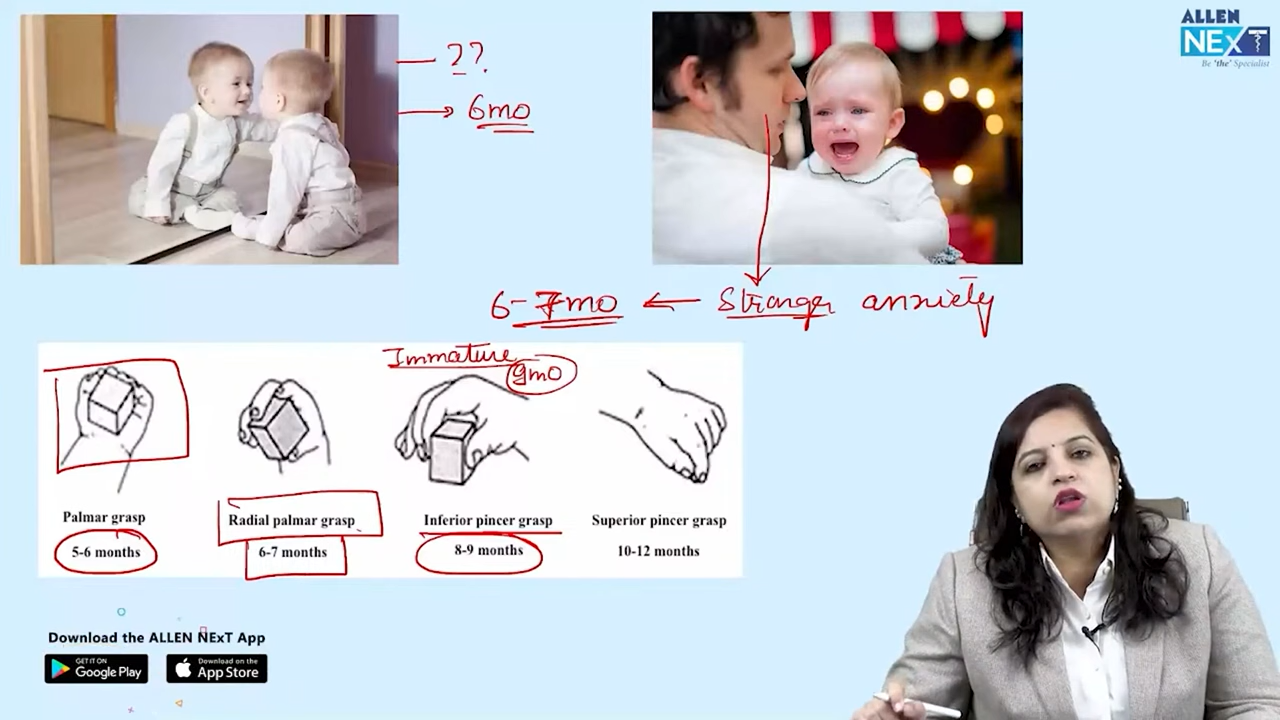 ALLEN
NExT
Be 'the' Specialist
??
6mo
6-7mo ← Stranger anxiety
Immature
9mo
Palmar grasp
Radial palmar grasp
Inferior pincer grasp
Superior pincer grasp
5-6 months
6-7 months
8-9 months
10-12 months
Download the ALLEN NExT App
GET IT ON
Google Play
Download on the
App Store